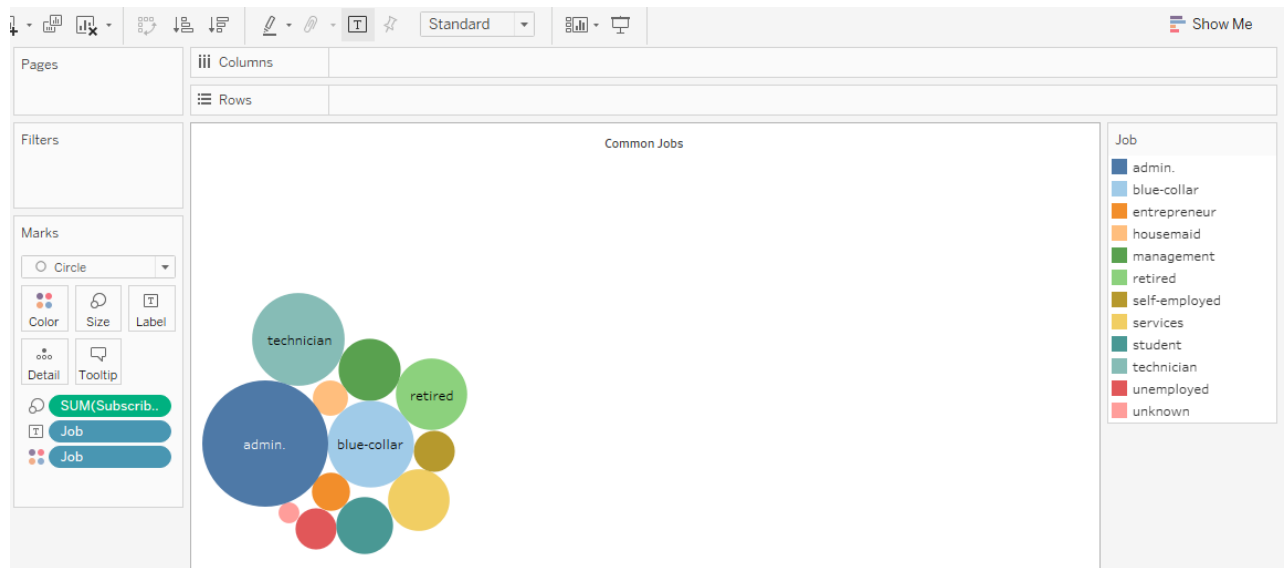 Standard
Show Me
Pages
Columns
Rows
Filters
Marks
Circle
Color
Size
Label
Detail
Tooltip
SUM(Subscrib..
T Job
Job
Common Jobs
technician
retired
admin.
blue-collar
Job
admin.
blue-collar
entrepreneur
housemaid
management
retired
self-employed
services
student
technician
unemployed
unknown